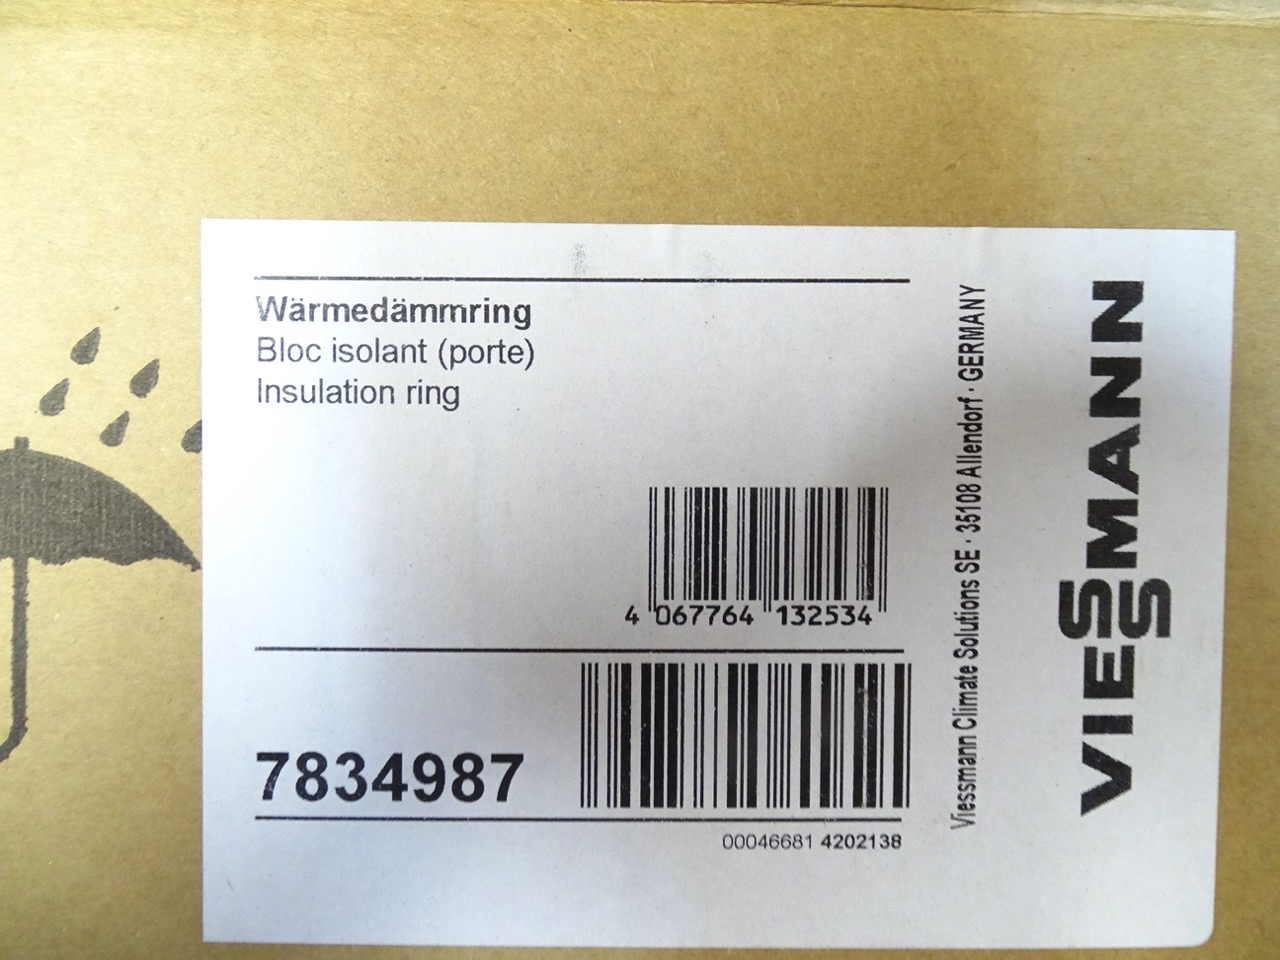 Wärmedämmring
Bloc isolant (porte)
Insulation ring
4 067764 132534
7834987
00046681 4202138
Viessmann Climate Solutions SE · 35108 Allendorf · GERMANY
VIESSMANN